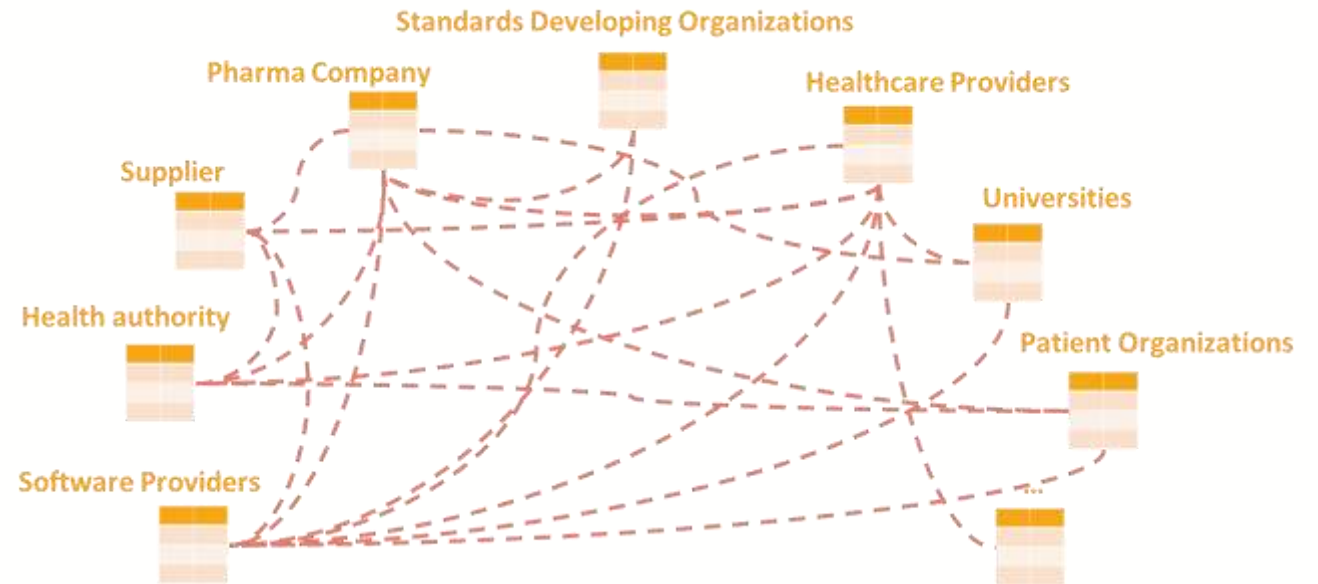 Standards Developing Organizations
Pharma Company
Healthcare Providers
Supplier
Universities
Health authority
Patient Organizations
Software Providers
...